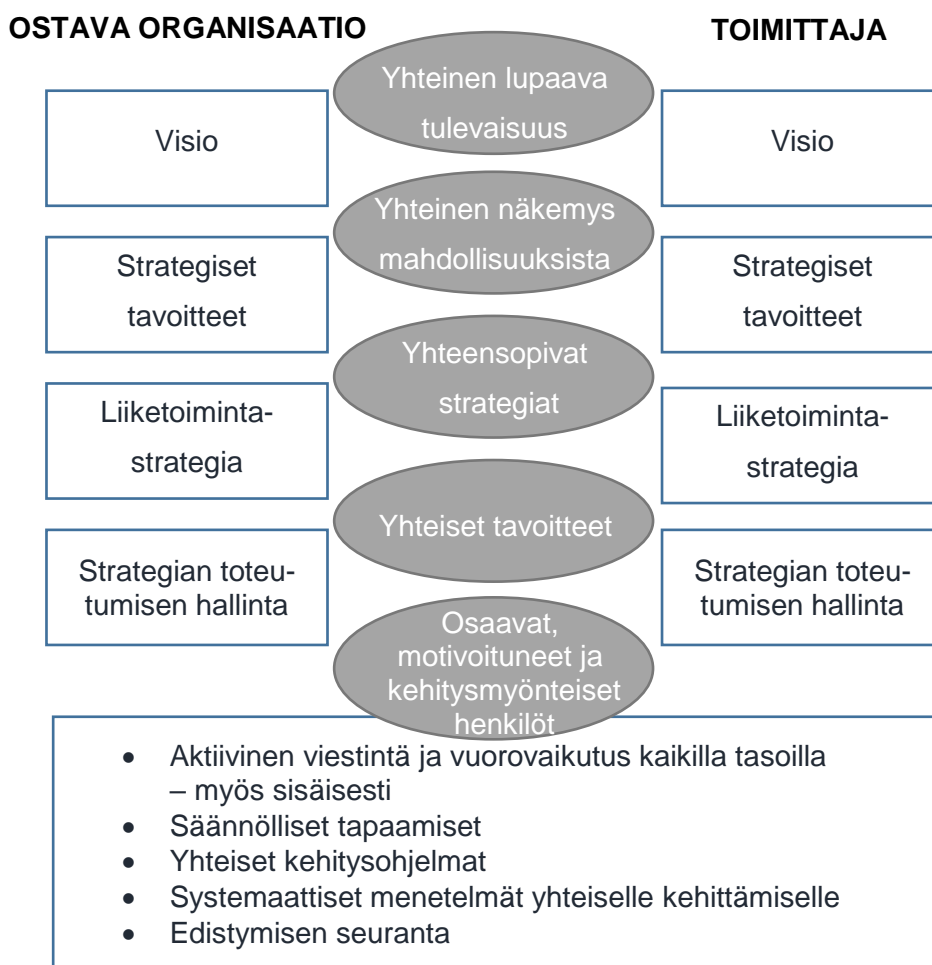 OSTAVA ORGANISAATIO
TOIMITTAJA
Yhteinen lupaava
tulevaisuus
Visio
Visio
Yhteinen näkemys
mahdollisuuksista
Strategiset
tavoitteet
Strategiset
tavoitteet
Yhteensopivat
strategiat
Liiketoiminta-
strategia
Liiketoiminta-
strategia
Yhteiset tavoitteet
Strategian toteu-
tumisen hallinta
Strategian toteu-
tumisen hallinta
Osaavat,
motivoituneet ja
kehitysmyönteiset
henkilöt
• Aktiivinen viestintä ja vuorovaikutus kaikilla tasoilla
– myös sisäisesti
• Säännölliset tapaamiset
• Yhteiset kehitysohjelmat
• Systemaattiset menetelmät yhteiselle kehittämiselle
• Edistymisen seuranta